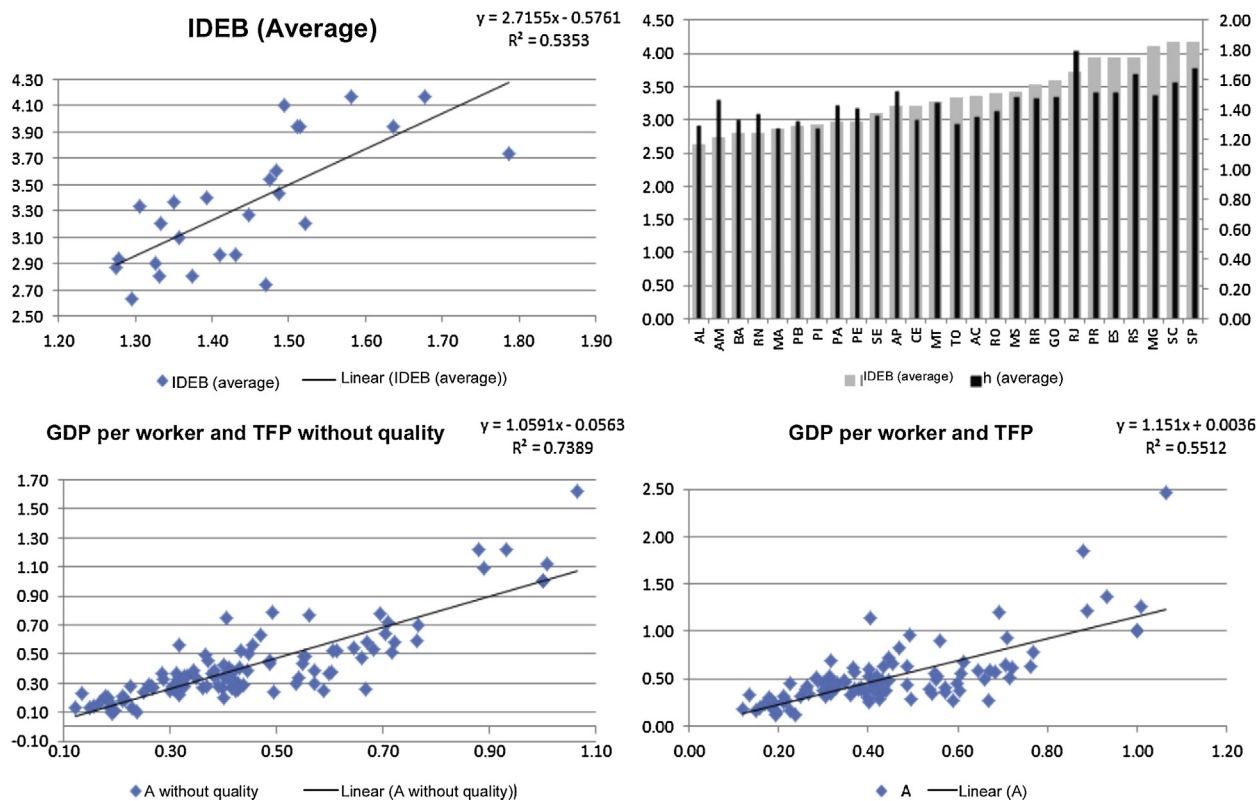 IDEB (Average)
y = 2.7155x - 0.5761
R² = 0.5353
4.30
4.10
3.90
3.70
3.50
3.30
3.10
2.90
2.70
2.50
1.20 1.30 1.40 1.50 1.60 1.70 1.80 1.90
IDEB (average) Linear (IDEB (average))
4.50 2.00
4.00 1.80
3.50 1.60
3.00 1.40
2.50 1.20
2.00 1.00
1.50 0.80
1.00 0.60
0.50 0.40
0.00 0.20
0.00
AL AM BA RN MA PB PI PA PE SE AP CE MT TO AC RO MS RR GO RJ PR ES RS MG SC SP
IDEB (average) h (average)
GDP per worker and TFP without quality
y = 1.0591x - 0.0563
R² = 0.7389
1.70
1.50
1.30
1.10
0.90
0.70
0.50
0.30
0.10
-0.10
0.10 0.30 0.50 0.70 0.90 1.10
A without quality Linear (A without quality))
GDP per worker and TFP
y = 1.151x + 0.0036
R² = 0.5512
2.50
2.00
1.50
1.00
0.50
0.00
0.00 0.20 0.40 0.60 0.80 1.00 1.20
A Linear (A)